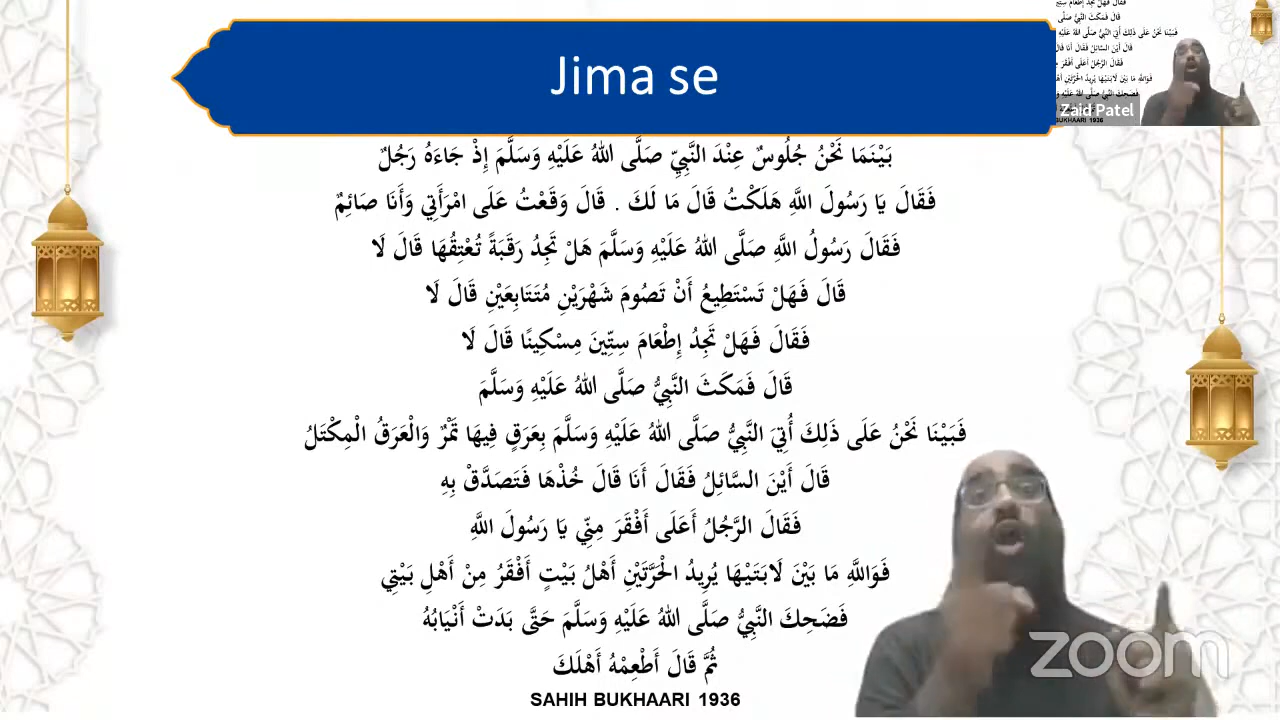 Jima se
بَيْنَمَا نَحْنُ جُلُوسٌ عِنْدَ النَّبِيِّ صَلَّى اللهُ عَلَيْهِ وَسَلَّمَ إِذْ جَاءَهُ رَجُلٌ
فَقَالَ يَا رَسُولَ اللَّهِ هَلَكْتُ قَالَ مَا لَكَ . قَالَ وَقَعْتُ عَلَى امْرَأَتِي وَأَنَا صَائِمٌ
فَقَالَ رَسُولُ اللَّهِ صَلَّى اللهُ عَلَيْهِ وَسَلَّمَ هَلْ تَجِدُ رَقَبَةً تُعْتِقُهَا قَالَ لَا
قَالَ فَهَلْ تَسْتَطِيعُ أَنْ تَصُومَ شَهْرَيْنِ مُتَتَابِعَيْنِ قَالَ لَا
فَقَالَ فَهَلْ تَجِدُ إِطْعَامَ سِتِّينَ مِسْكِينًا قَالَ لَا
قَالَ فَمَكَثَ النَّبِيُّ صَلَّى اللهُ عَلَيْهِ وَسَلَّمَ
فَبَيْنَا نَحْنُ عَلَى ذَلِكَ أُتِيَ النَّبِيُّ صَلَّى اللهُ عَلَيْهِ وَسَلَّمَ بِعَرَقٍ فِيهَا تَمْرٌ وَالْعَرَقُ الْمِكْتَلُ
قَالَ أَيْنَ السَّائِلُ فَقَالَ أَنَا قَالَ خُذْهَا فَتَصَدَّقْ بِهِ
فَقَالَ الرَّجُلُ أَعَلَى أَفْقَرَ مِنِّي يَا رَسُولَ اللَّهِ
فَوَاللَّهِ مَا بَيْنَ لَابَتَيْهَا يُرِيدُ الْحَرَّتَيْنِ أَهْلُ بَيْتٍ أَفْقَرُ مِنْ أَهْلِ بَيْتِي
فَضَحِكَ النَّبِيُّ صَلَّى اللهُ عَلَيْهِ وَسَلَّمَ حَتَّى بَدَتْ أَنْيَابُهُ
ثُمَّ قَالَ أَطْعِمْهُ أَهْلَكَ
SAHIH BUKHAARI 1936
Zaid Patel
zoom